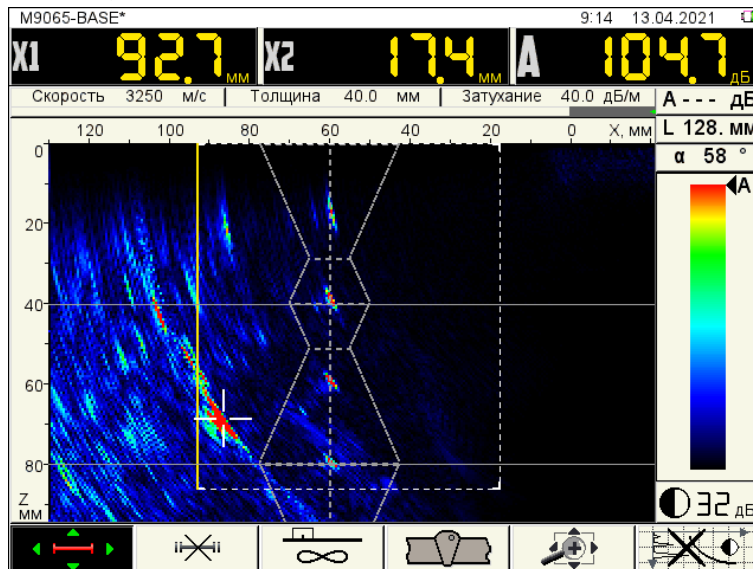 M9065-BASE* 9:14 13.04.2021
X1 92.7 мм X2 17.4 мм A 104.7 дБ
Скорость 3250 м/с | Толщина 40.0 мм | Затухание 40.0 дБ/м
A - - - дБ
L 128. мм
α 58 °
120 100 80 60 40 20 0 X, мм
0
20
40
60
80
Z
мм
A
32 дБ